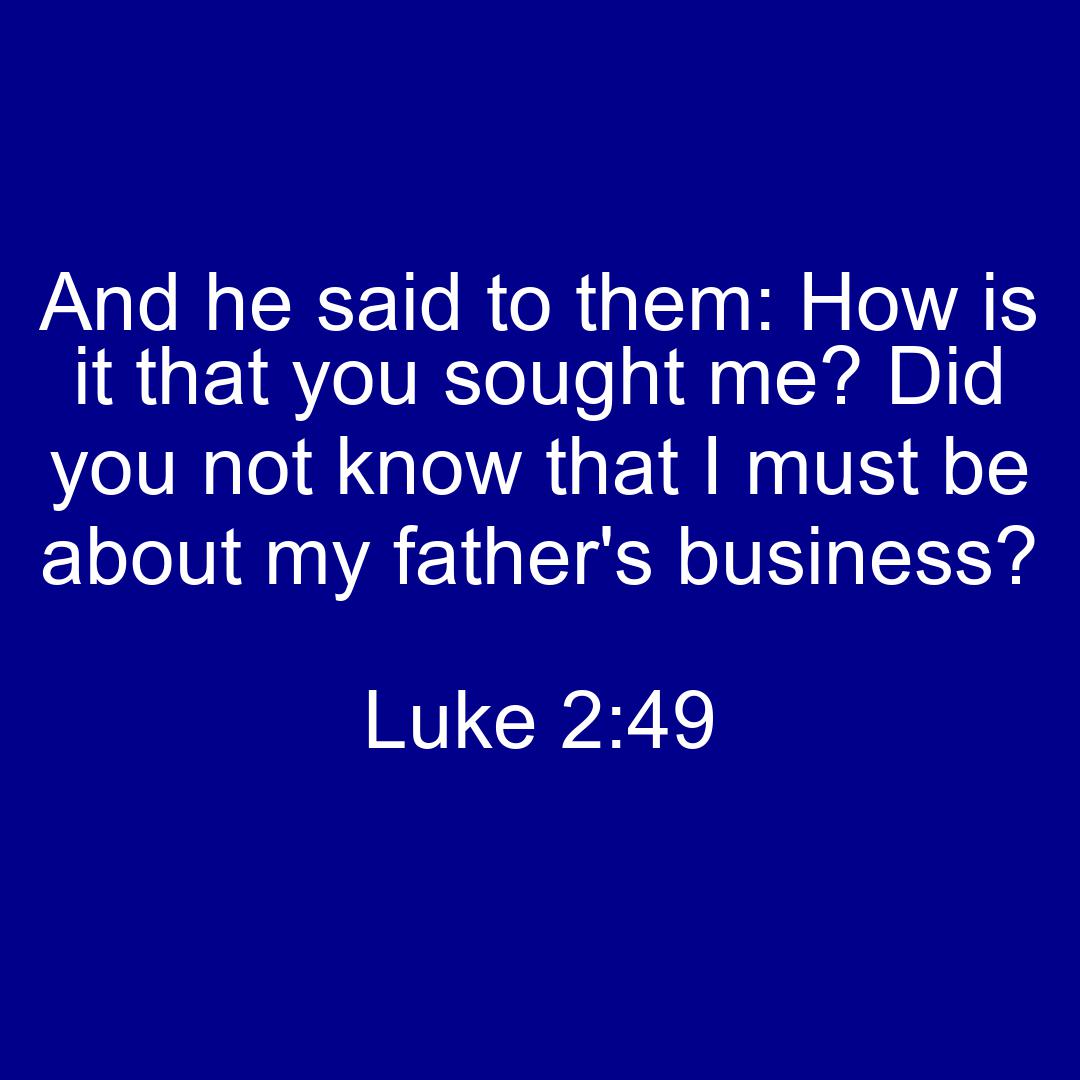 And he said to them: How is
it that you sought me? Did
you not know that I must be
about my father's business?
Luke 2:49